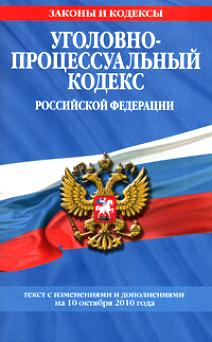 ЗАКОНЫ И КОДЕКСЫ
УГОЛОВНО-
ПРОЦЕССУАЛЬНЫЙ
КОДЕКС
РОССИЙСКОЙ ФЕДЕРАЦИИ
ТЕКСТ С ИЗМЕНЕНИЯМИ И ДОПОЛНЕНИЯМИ
на 10 октября 2010 года